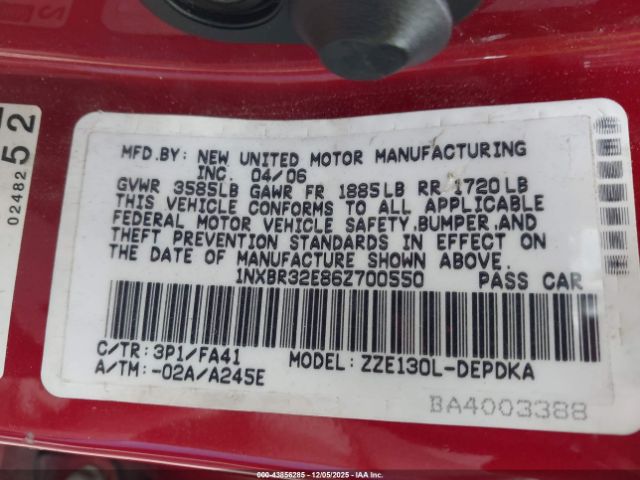 52
02482
MFD.BY: NEW UNITED MOTOR MANUFACTURING
INC. 04/06
GVWR 3585LB GAWR FR 1885LB RR 1720LB
THIS VEHICLE CONFORMS TO ALL APPLICABLE
FEDERAL MOTOR VEHICLE SAFETY,BUMPER,AND
THEFT PREVENTION STANDARDS IN EFFECT ON
THE DATE OF MANUFACTURE SHOWN ABOVE.
1NXBR32E86Z700550 PASS CAR
C/TR: 3P1/FA41 MODEL: ZZE130L-DEPDKA
A/TM: -02A/A245E
BA4003388
000-43856285 - 12/05/2025 - IAAI.COM